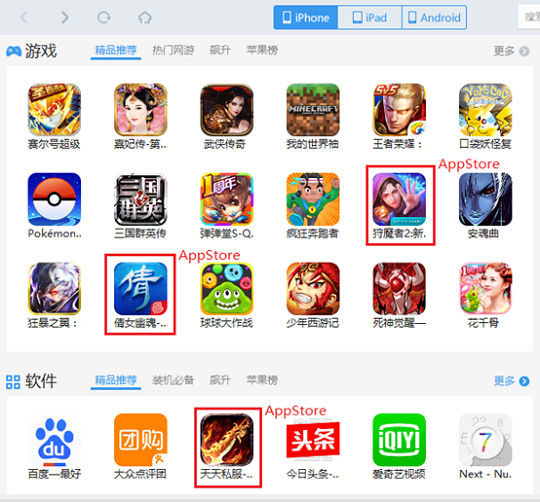 iPhone iPad Android 搜索
游戏 精品推荐 热门网游 飙升 苹果榜 更多
赛尔号超级 熹妃传-第.. 武侠传奇 我的世界抽 王者荣耀: 口袋妖怪复
AppStore
Pokémon... 三国群英传 弹弹堂S-Q.. 疯狂奔跑者 狩魔者2:新. 安魂曲
AppStore
狂暴之翼: 倩女幽魂-.. 球球大作战 少年西游记 死神觉醒— 花千骨
软件 精品推荐 装机必备 飙升 苹果榜 更多
AppStore
百度—最好 大众点评团 天天私服-.. 今日头条-.. 爱奇艺视频 Next - Nu.
MINECRAFT
5V5
三国群英
1周年
倩
du
团购
头条
iQIYI
7